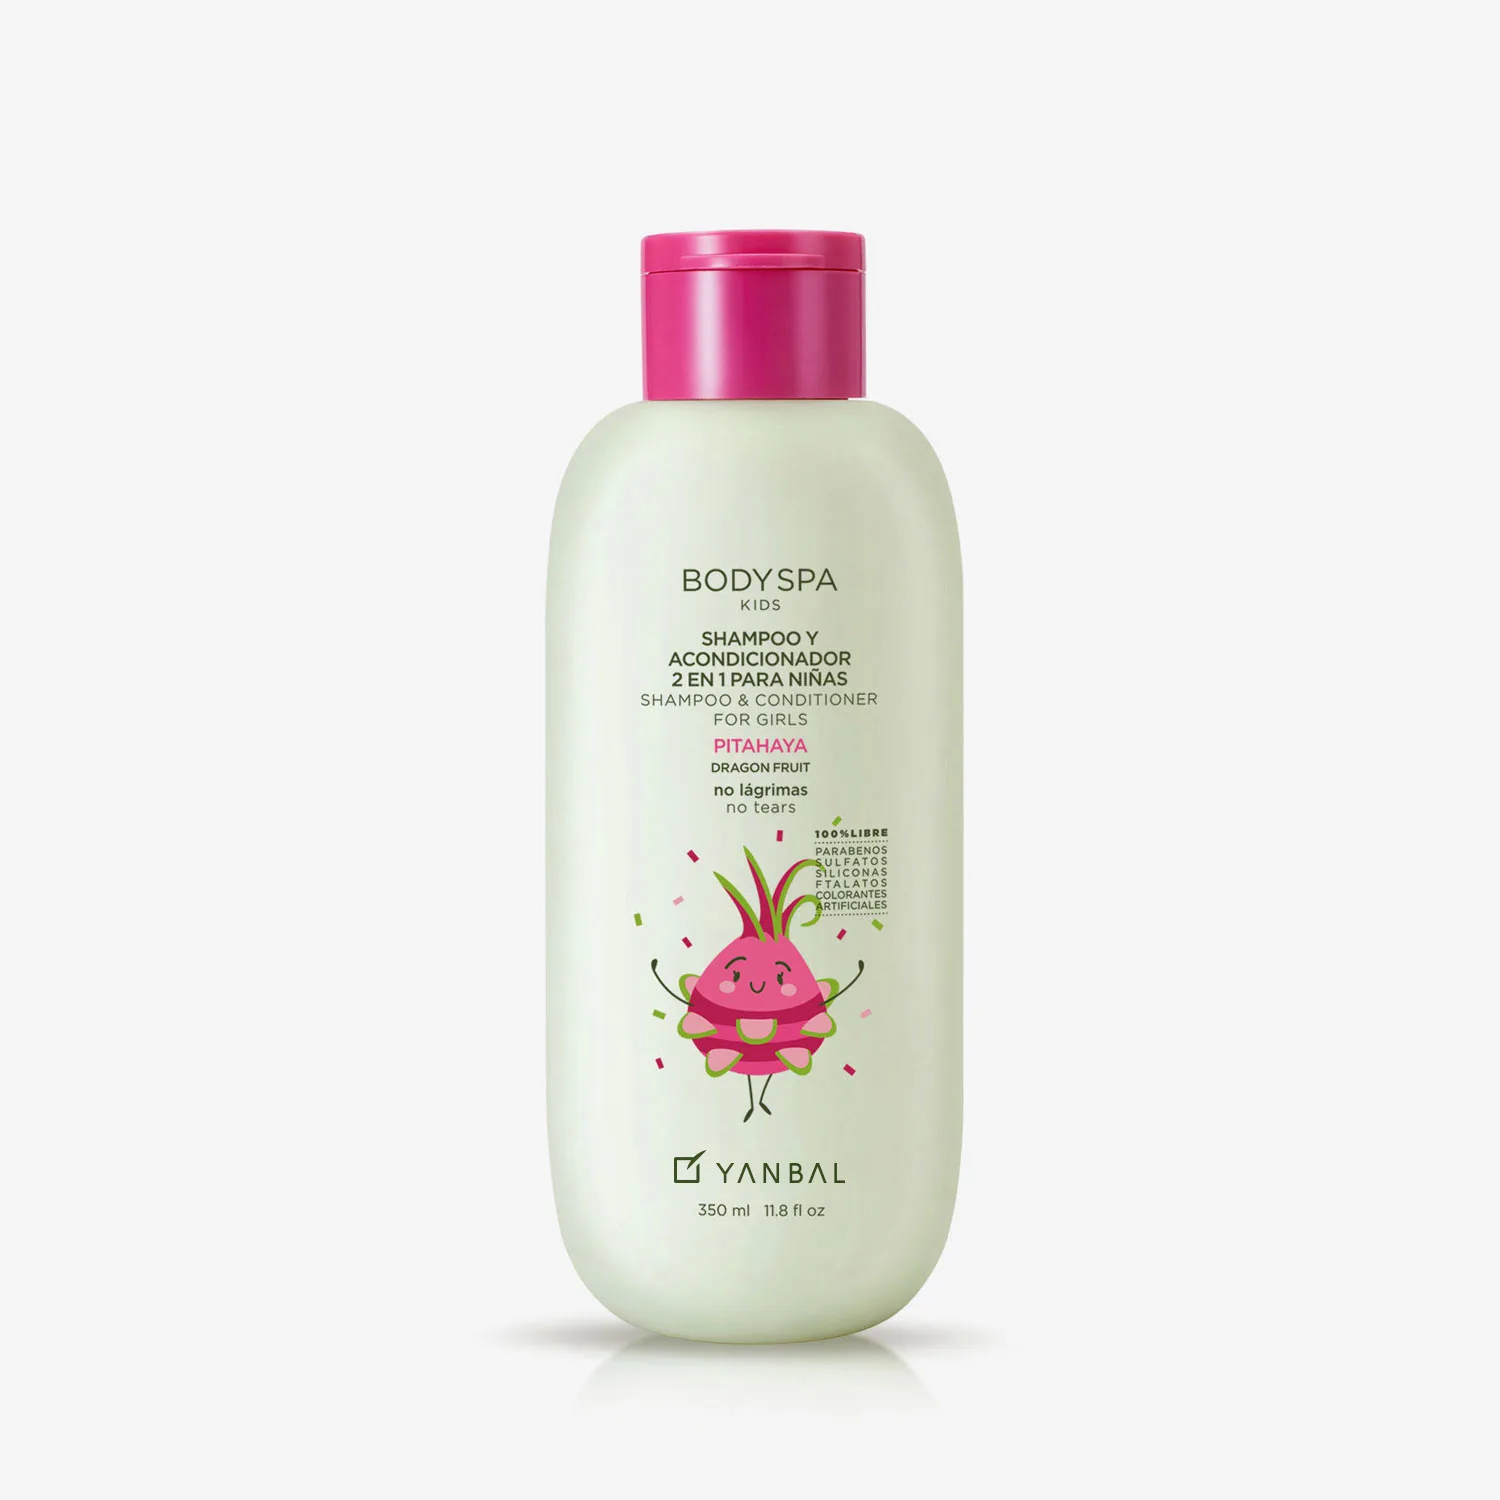 BODY SPA
KIDS
SHAMPOO Y
ACONDICIONADOR
2 EN 1 PARA NIÑAS
SHAMPOO & CONDITIONER
FOR GIRLS
PITAHAYA
DRAGON FRUIT
no lágrimas
no tears
100%LIBRE
PARABENOS
SULFATOS
SILICONAS
FTALATOS
COLORANTES
ARTIFICIALES
YANBAL
350 ml 11.8 fl oz